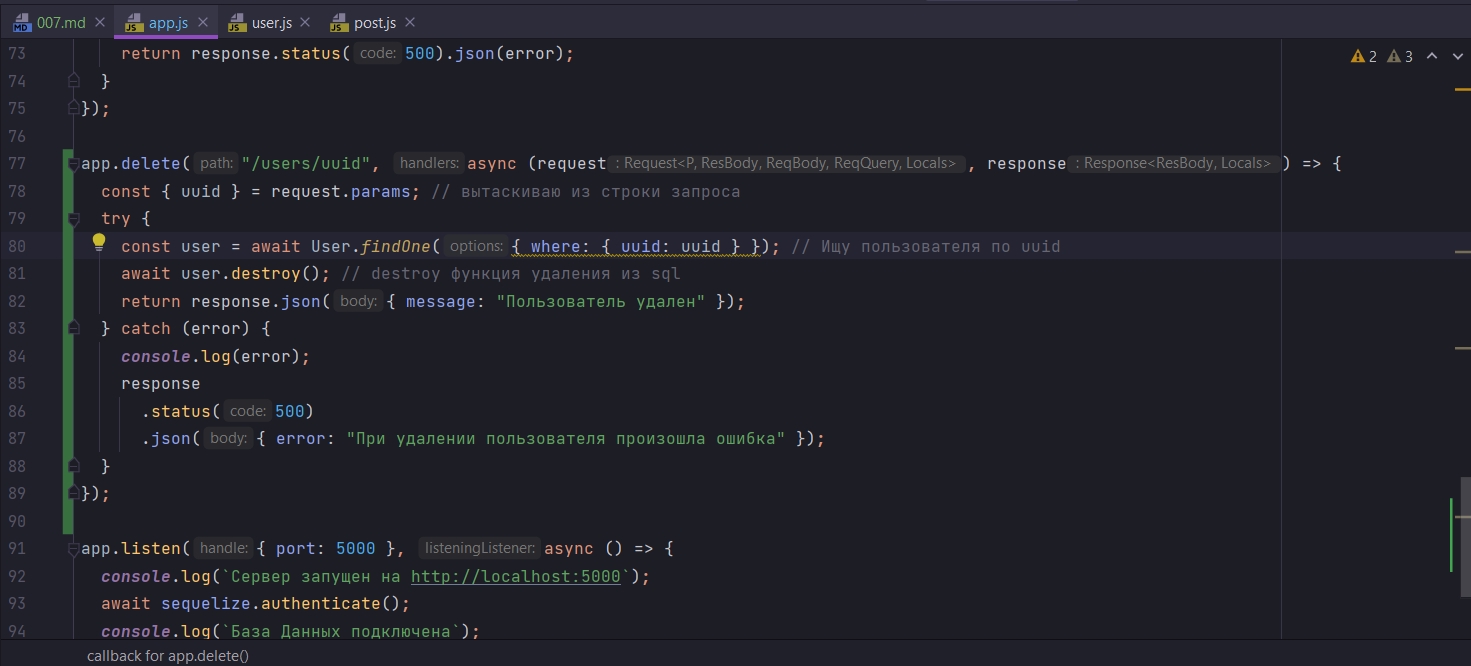 007.md app.js user.js post.js
73 return response.status( code: 500).json(error);
2 3
74 }
75 });
76
77 app.delete( path: "/users/uuid", handlers: async (request : Request<P, ResBody, ReqBody, ReqQuery, Locals> , response : Response<ResBody, Locals> ) => {
78 const { uuid } = request.params; // вытаскиваю из строки запроса
79 try {
80 const user = await User.findOne( options: { where: { uuid: uuid } }); // Ищу пользователя по uuid
81 await user.destroy(); // destroy функция удаления из sql
82 return response.json( body: { message: "Пользователь удален" });
83 } catch (error) {
84 console.log(error);
85 response
86 .status( code: 500)
87 .json( body: { error: "При удалении пользователя произошла ошибка" });
88 }
89 });
90
91 app.listen( handle: { port: 5000 }, listeningListener: async () => {
92 console.log(`Сервер запущен на http://localhost:5000`);
93 await sequelize.authenticate();
94 console.log(`База Данных подключена`);
callback for app.delete()